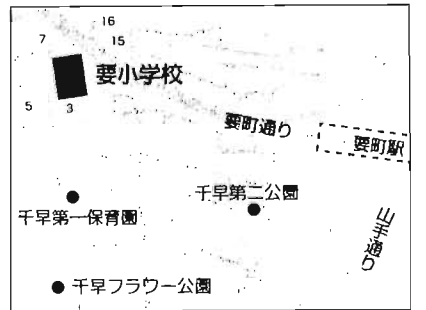 16
7
15
要小学校
5
3
要町通り
要町駅
千早第二公園
千早第一保育園
山手通り
千早フラワー公園